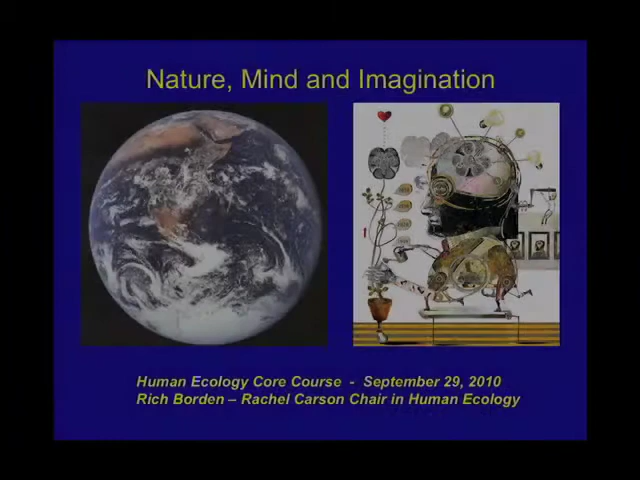 Nature, Mind and Imagination
Human Ecology Core Course - September 29, 2010
Rich Borden – Rachel Carson Chair in Human Ecology